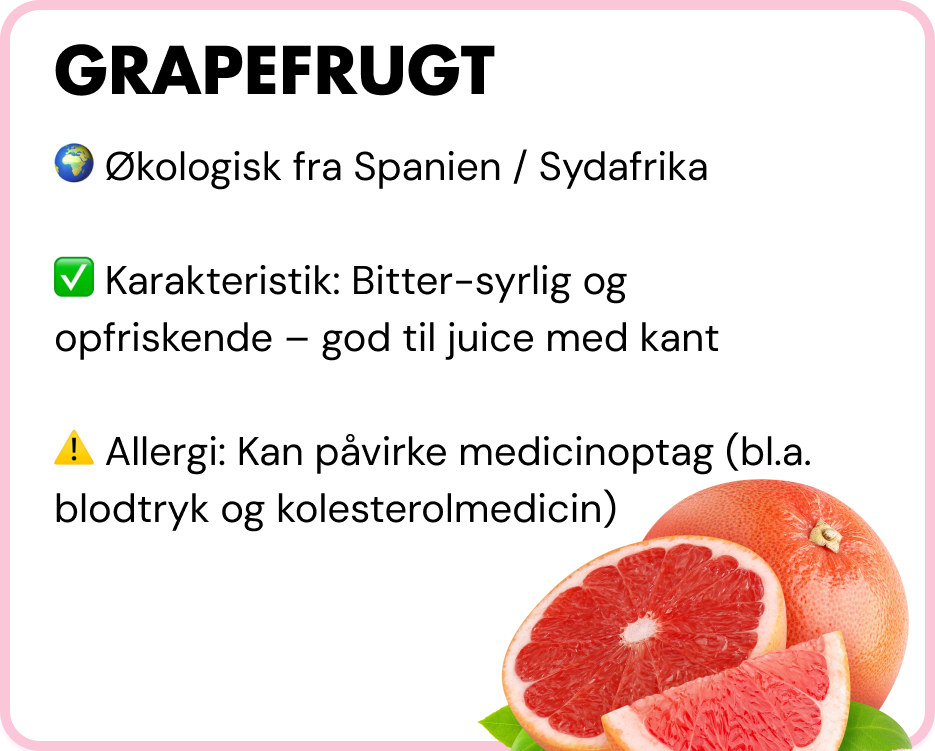 GRAPEFRUGT
🌍 Økologisk fra Spanien / Sydafrika
✅ Karakteristik: Bitter-syrlig og
opfriskende – god til juice med kant
⚠️ Allergi: Kan påvirke medicinoptag (bl.a.
blodtryk og kolesterolmedicin)